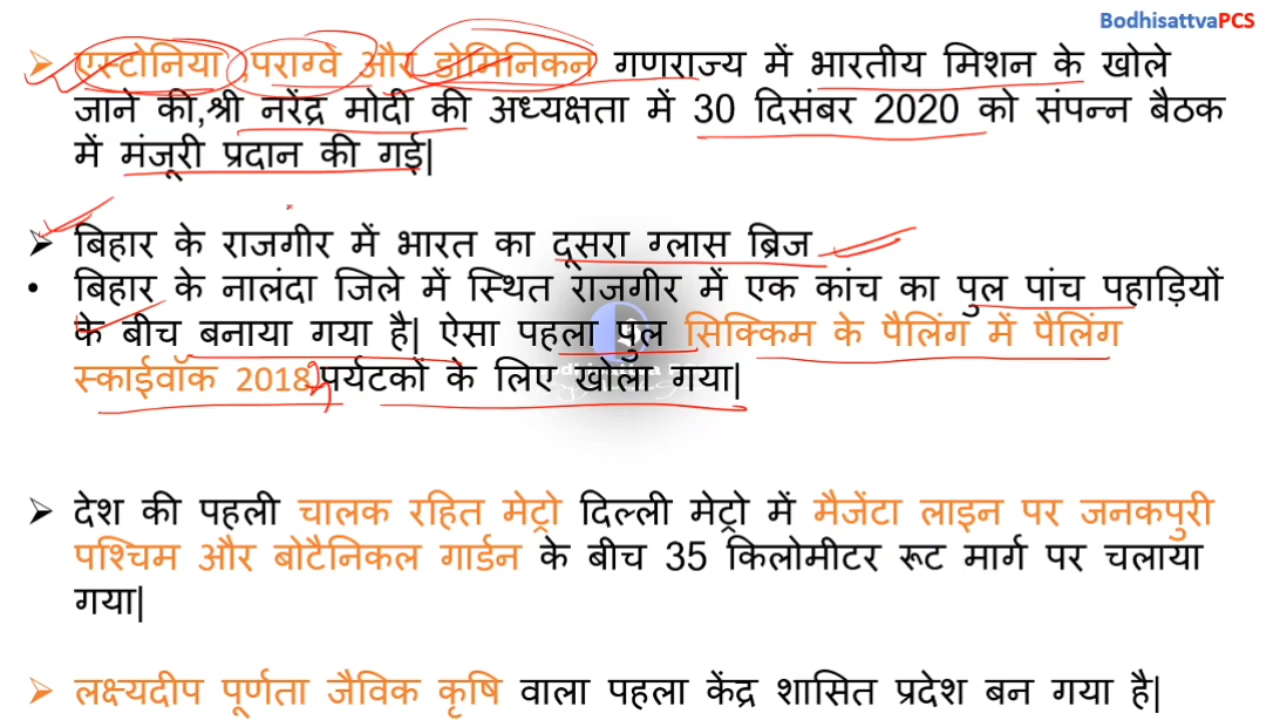 BodhisattvaPCS
एस्टोनिया ,पराग्वे और डोमिनिकन गणराज्य में भारतीय मिशन के खोले
जाने की,श्री नरेंद्र मोदी की अध्यक्षता में 30 दिसंबर 2020 को संपन्न बैठक
में मंजूरी प्रदान की गई|
बिहार के राजगीर में भारत का दूसरा ग्लास ब्रिज
बिहार के नालंदा जिले में स्थित राजगीर में एक कांच का पुल पांच पहाड़ियों
के बीच बनाया गया है| ऐसा पहला पुल सिक्किम के पैलिंग में पैलिंग
स्काईवॉक 2018 पर्यटकों के लिए खोला गया|
देश की पहली चालक रहित मेट्रो दिल्ली मेट्रो में मैजेंटा लाइन पर जनकपुरी
पश्चिम और बोटैनिकल गार्डन के बीच 35 किलोमीटर रूट मार्ग पर चलाया
गया|
लक्ष्यदीप पूर्णता जैविक कृषि वाला पहला केंद्र शासित प्रदेश बन गया है|